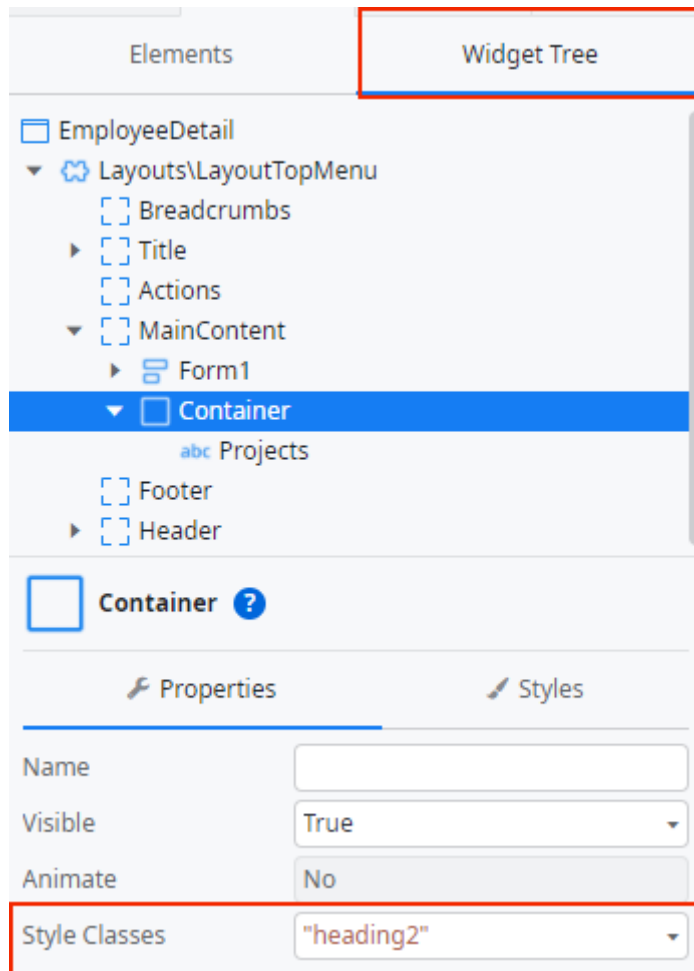 Elements
Widget Tree
EmployeeDetail
Layouts\LayoutTopMenu
Breadcrumbs
Title
Actions
MainContent
Form1
Container
abc Projects
Footer
Header
Container ?
Properties
Styles
Name
Visible True
Animate No
Style Classes "heading2"